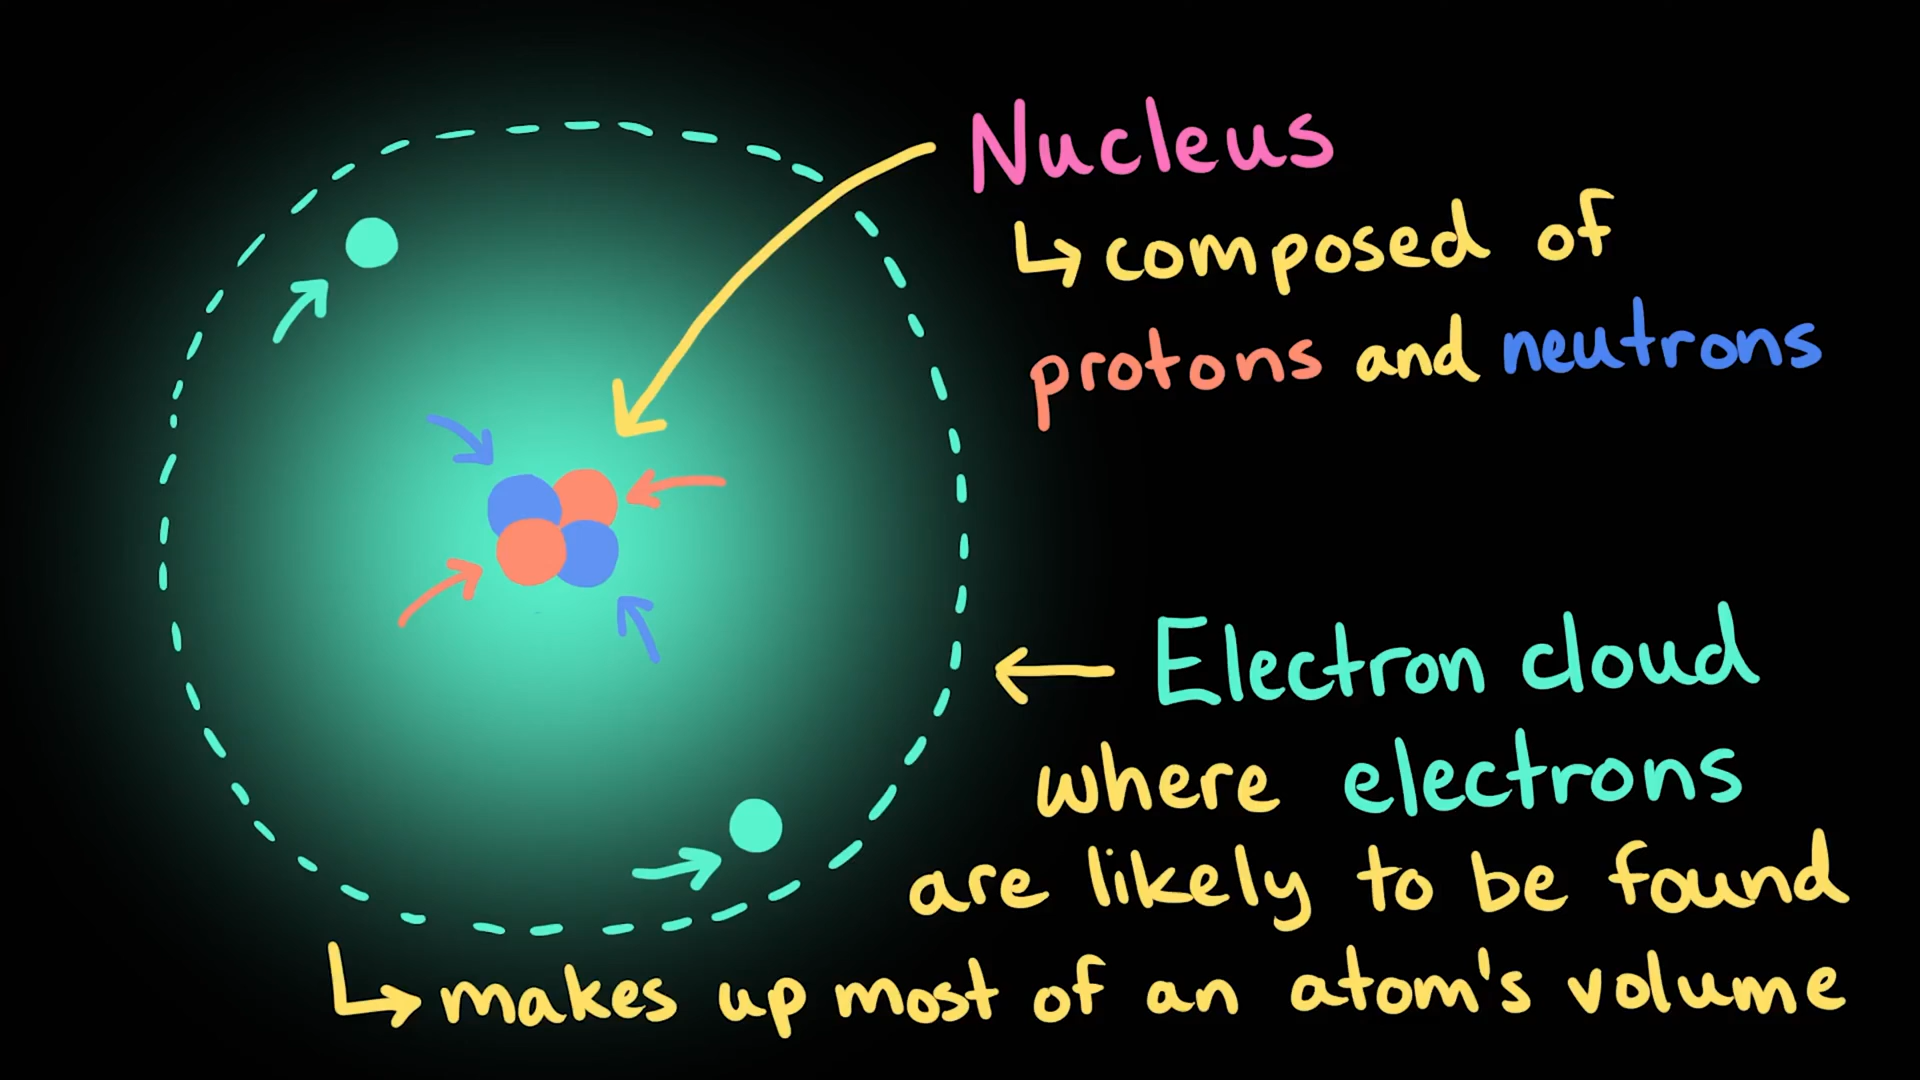 Nucleus
↳ composed of
protons and neutrons
← Electron cloud
where electrons
are likely to be found
↳ makes up most of an atom's volume